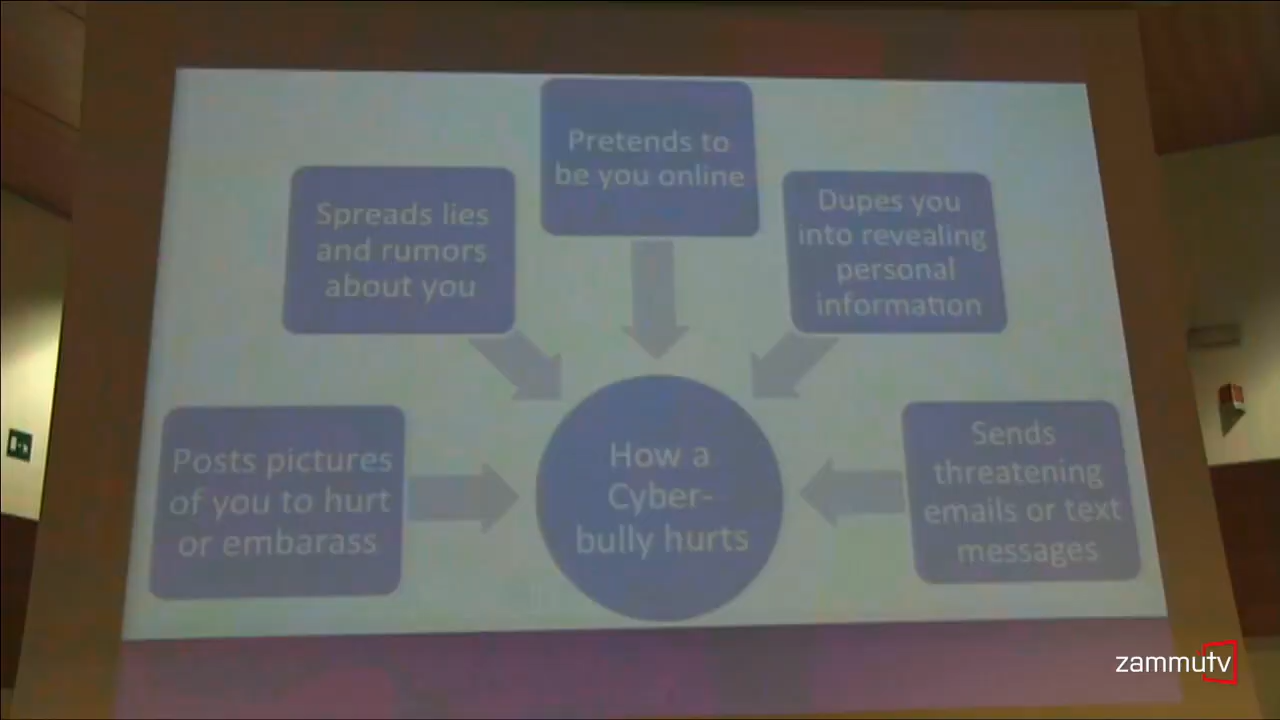 Pretends to
be you online
Spreads lies
and rumors
about you
Dupes you
into revealing
personal
information
Posts pictures
of you to hurt
or embarass
How a
Cyber-
bully hurts
Sends
threatening
emails or text
messages
zammutv